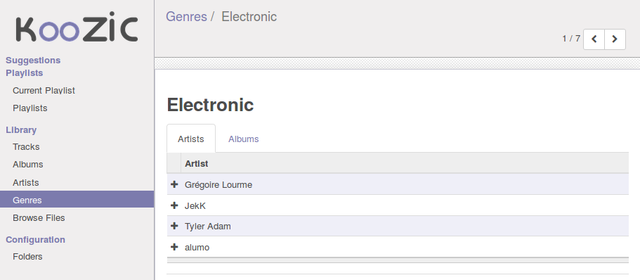 KooZic
Suggestions
Playlists
Current Playlist
Playlists
Library
Tracks
Albums
Artists
Genres
Browse Files
Configuration
Folders
Genres / Electronic
1 / 7
Electronic
Artists Albums
Artist
Grégoire Lourme
JekK
Tyler Adam
alumo